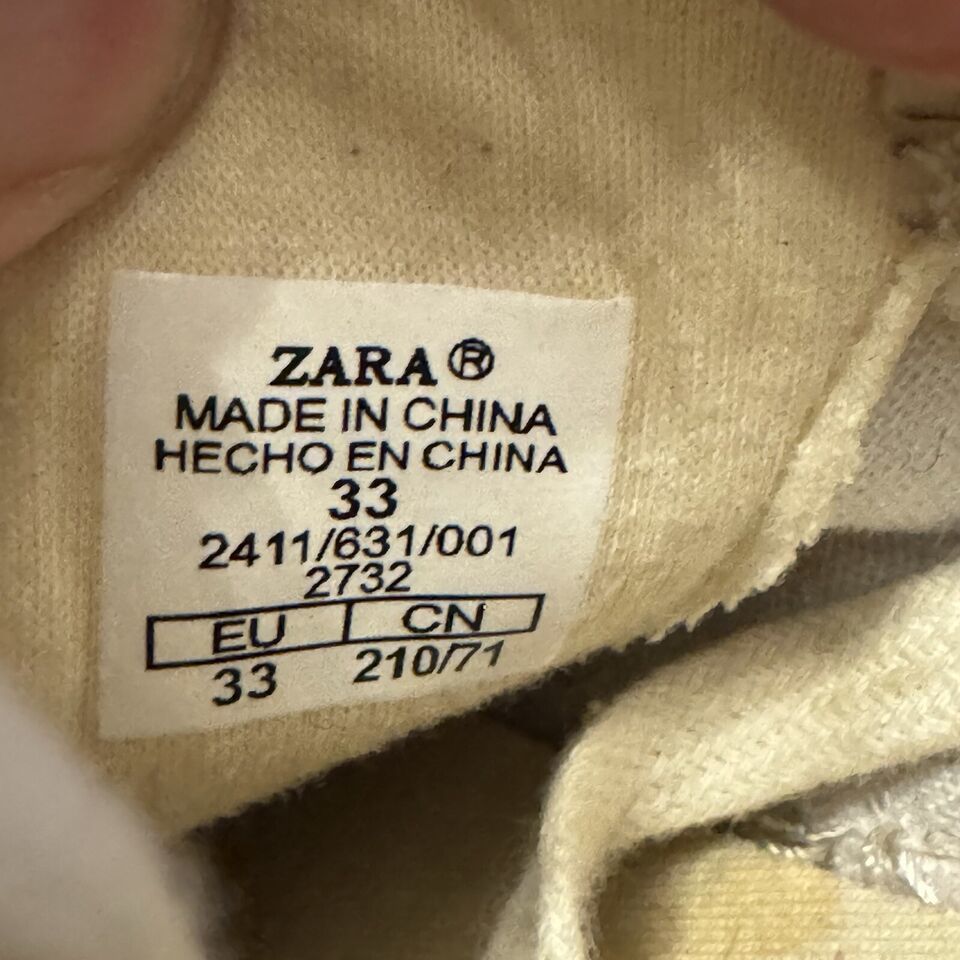 ZARA®
MADE IN CHINA
HECHO EN CHINA
33
2411/631/001
2732
EU CN
33 210/71